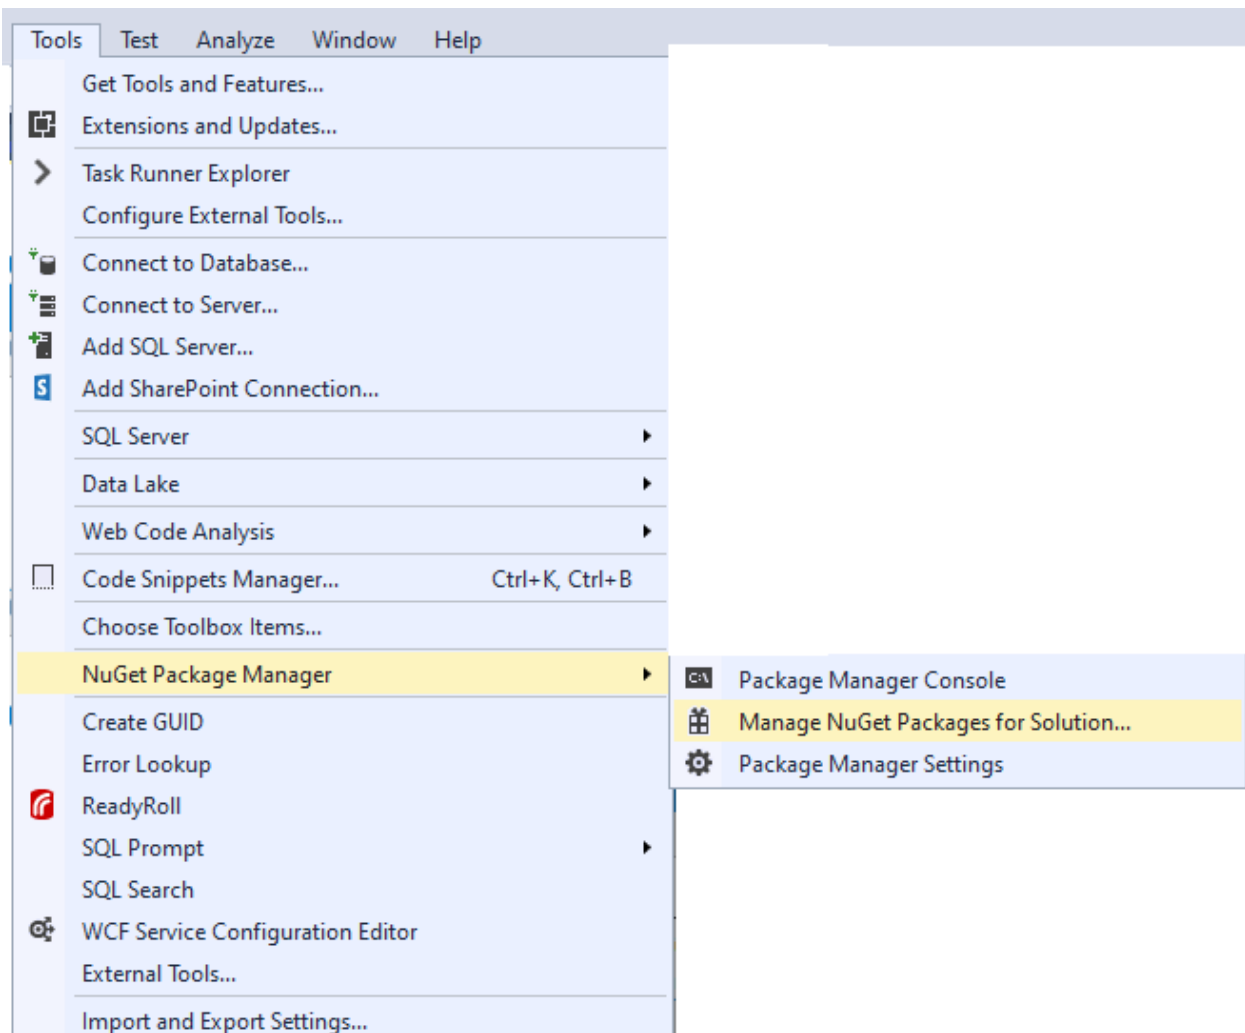 Tools Test Analyze Window Help
Get Tools and Features...
Extensions and Updates...
Task Runner Explorer
Configure External Tools...
Connect to Database...
Connect to Server...
Add SQL Server...
Add SharePoint Connection...
SQL Server
Data Lake
Web Code Analysis
Code Snippets Manager... Ctrl+K, Ctrl+B
Choose Toolbox Items...
NuGet Package Manager
C:\ Package Manager Console
Manage NuGet Packages for Solution...
Package Manager Settings
Create GUID
Error Lookup
ReadyRoll
SQL Prompt
SQL Search
WCF Service Configuration Editor
External Tools...
Import and Export Settings...